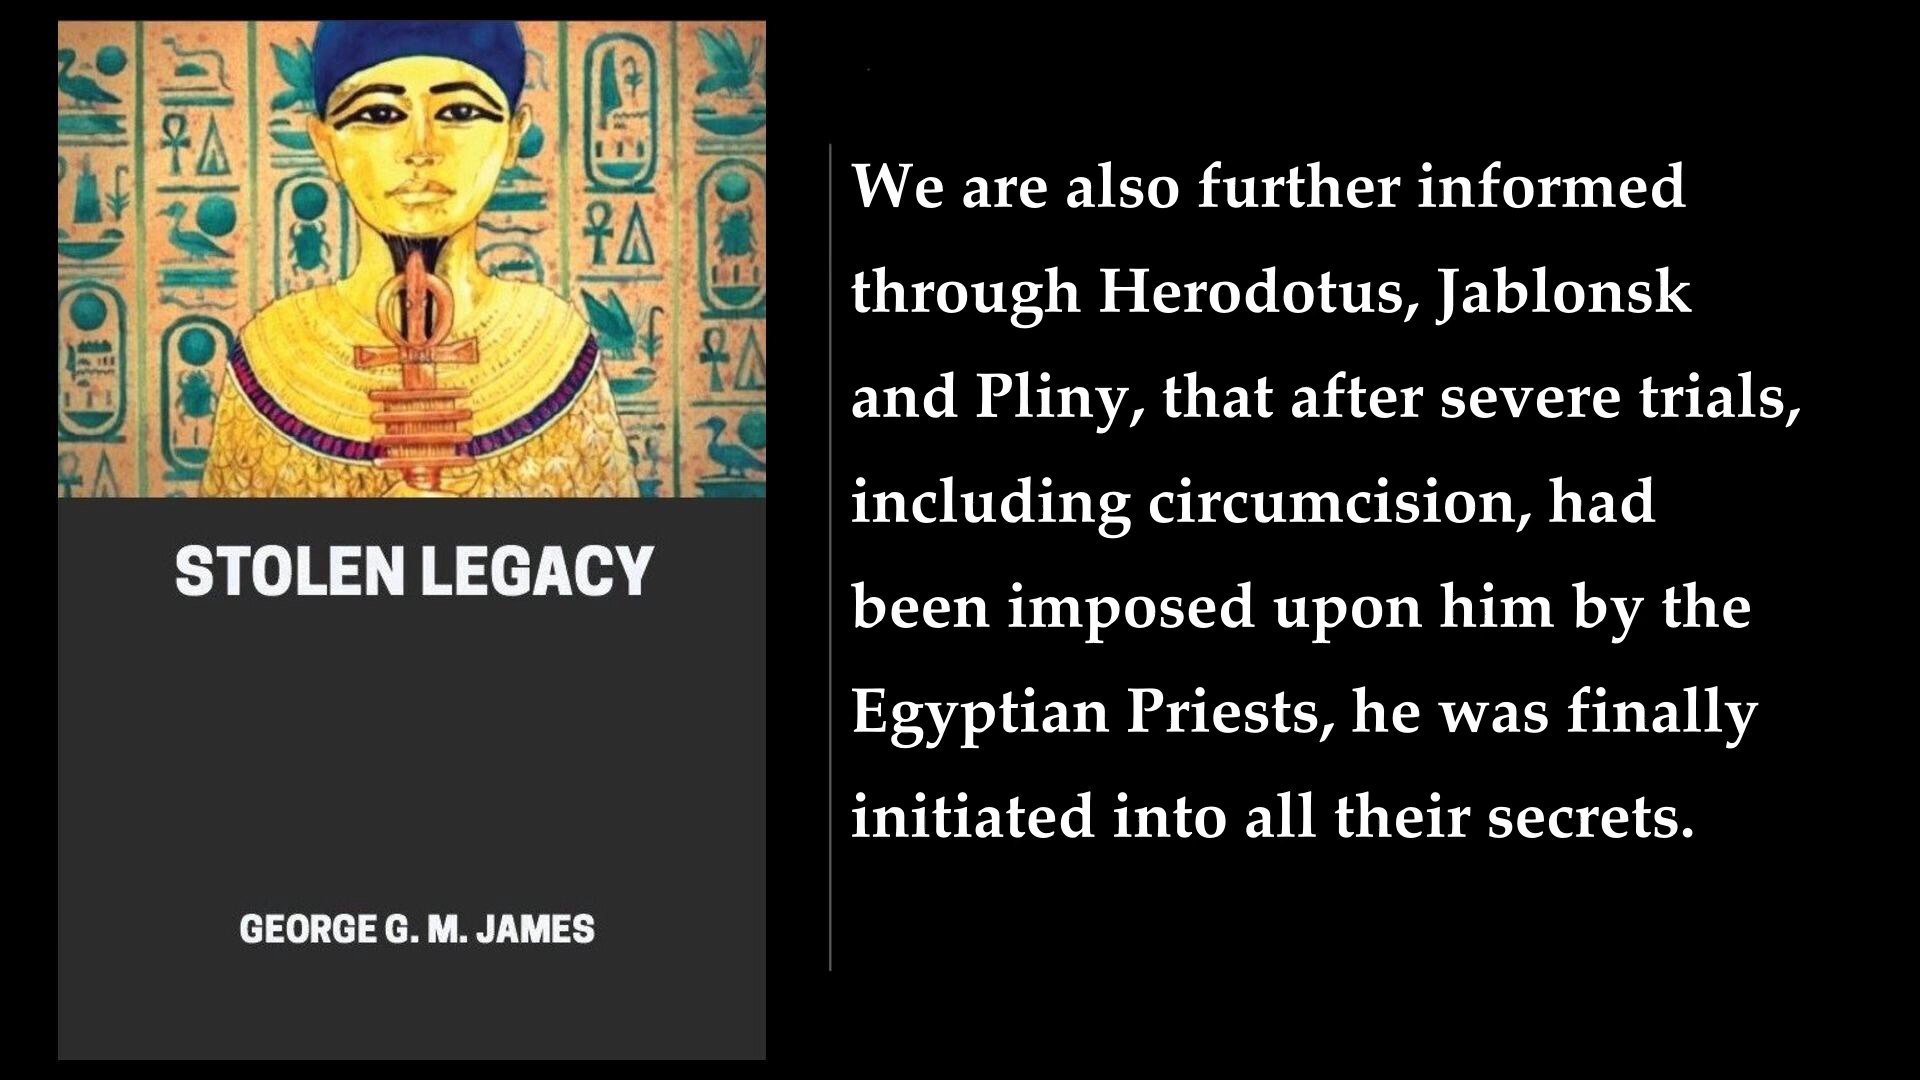 STOLEN LEGACY
GEORGE G. M. JAMES
We are also further informed
through Herodotus, Jablonsk
and Pliny, that after severe trials,
including circumcision, had
been imposed upon him by the
Egyptian Priests, he was finally
initiated into all their secrets.